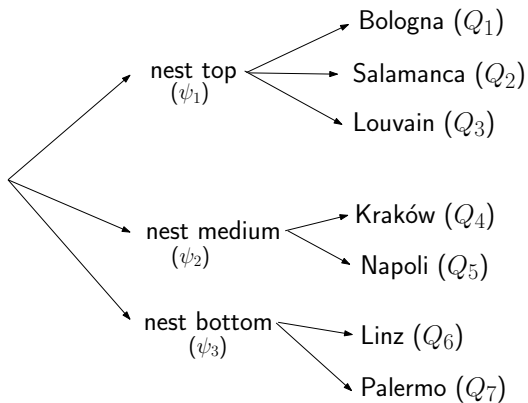 Bologna (Q₁)
nest top
(ψ₁)
Salamanca (Q₂)
Louvain (Q₃)
Kraków (Q₄)
nest medium
(ψ₂)
Napoli (Q₅)
nest bottom
(ψ₃)
Linz (Q₆)
Palermo (Q₇)